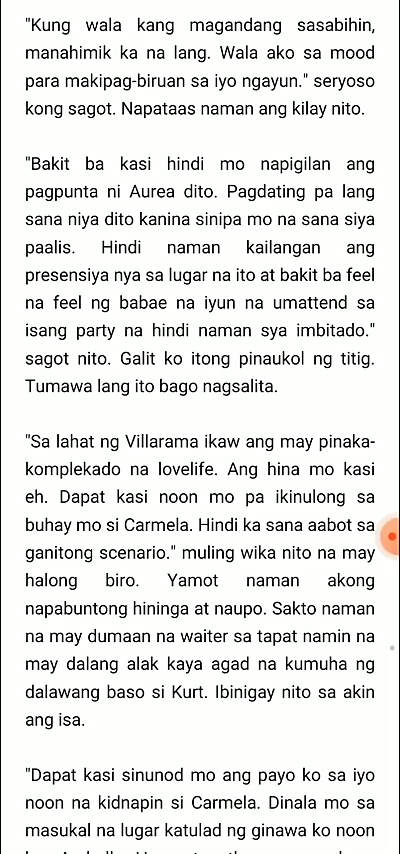 "Kung wala kang magandang sasabihin,
manahimik ka na lang. Wala ako sa mood
para makipag-biruan sa iyo ngayun." seryoso
kong sagot. Napataas naman ang kilay nito.
"Bakit ba kasi hindi mo napigilan ang
pagpunta ni Aurea dito. Pagdating pa lang
sana niya dito kanina sinipa mo na sana siya
paalis. Hindi naman kailangan ang
presensiya nya sa lugar na ito at bakit ba feel
na feel ng babae na iyun na umattend sa
isang party na hindi naman sya imbitado."
sagot nito. Galit ko itong pinaukol ng titig.
Tumawa lang ito bago nagsalita.
"Sa lahat ng Villarama ikaw ang may pinaka-
komplekado na lovelife. Ang hina mo kasi
eh. Dapat kasi noon mo pa ikinulong sa
buhay mo si Carmela. Hindi ka sana aabot sa
ganitong scenario." muling wika nito na may
halong biro. Yamot naman akong
napabuntong hininga at naupo. Sakto naman
na may dumaan na waiter sa tapat namin na
may dalang alak kaya agad na kumuha ng
dalawang baso si Kurt. Ibinigay nito sa akin
ang isa.
"Dapat kasi sinunod mo ang payo ko sa iyo
noon na kidnapin si Carmela. Dinala mo sa
masukal na lugar katulad ng ginawa ko noon